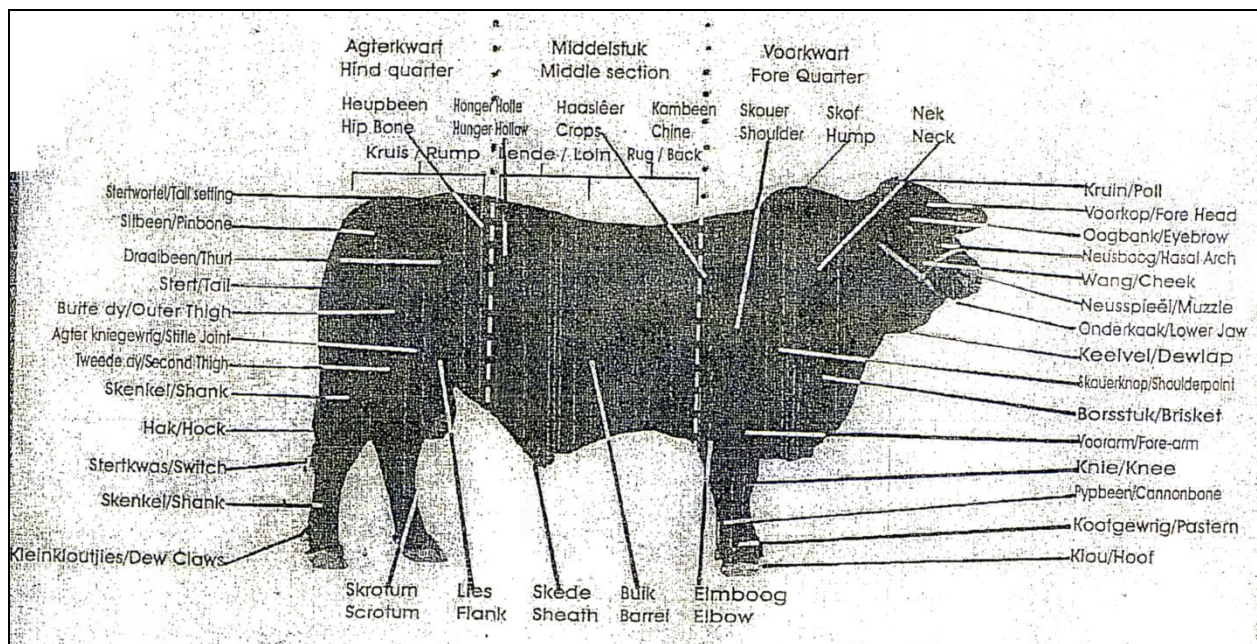 Agterkwart
Hind quarter
Middelstuk
Middle section
Voorkwart
Fore Quarter
Heupbeen
Hip Bone
Honger Holte
Hunger Hollow
Haaslêer
Crops
Kambeen
Chine
Skouer
Shoulder
Skof
Hump
Nek
Neck
Kruis / Rump
Lende / Loin
Rug / Back
Stertwortel/Tail setting
Sitbeen/Pinbone
Draaibeen/Thurl
Stert/Tail
Buite dy/Outer Thigh
Agter kniegewrig/Stifle Joint
Tweede dy/Second Thigh
Skenkel/Shank
Hak/Hock
Stertkwas/Switch
Skenkel/Shank
Kleinkloutjies/Dew Claws
Kruin/Poll
Voorkop/Fore Head
Oogbank/Eyebrow
Neusboog/Hasal Arch
Wang/Cheek
Neusspieël/Muzzle
Onderkaak/Lower Jaw
Keelvel/Dewlap
Skouerknop/Shoulderpoint
Borsstuk/Brisket
Voorarm/Fore-arm
Knie/Knee
Pypbeen/Cannonbone
Kootgewrig/Pastern
Klou/Hoof
Skrotum
Scrotum
Lies
Flank
Skede
Sheath
Buik
Barrel
Elmboog
Elbow